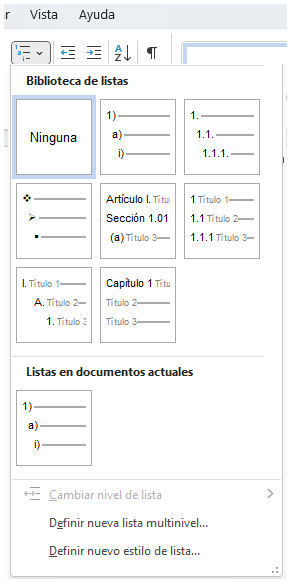 Vista Ayuda
Biblioteca de listas
Ninguna
1)
a)
i)
1.
1.1.
1.1.1.
Artículo I. Títu
Sección 1.01
(a) Título 3
1 Título 1
1.1 Título 2
1.1.1 Título 3
I. Título 1
A. Título 2
1. Título 3
Capítulo 1 Títu
Título 2
Título 3
Listas en documentos actuales
1)
a)
i)
Cambiar nivel de lista
Definir nueva lista multinivel...
Definir nuevo estilo de lista...